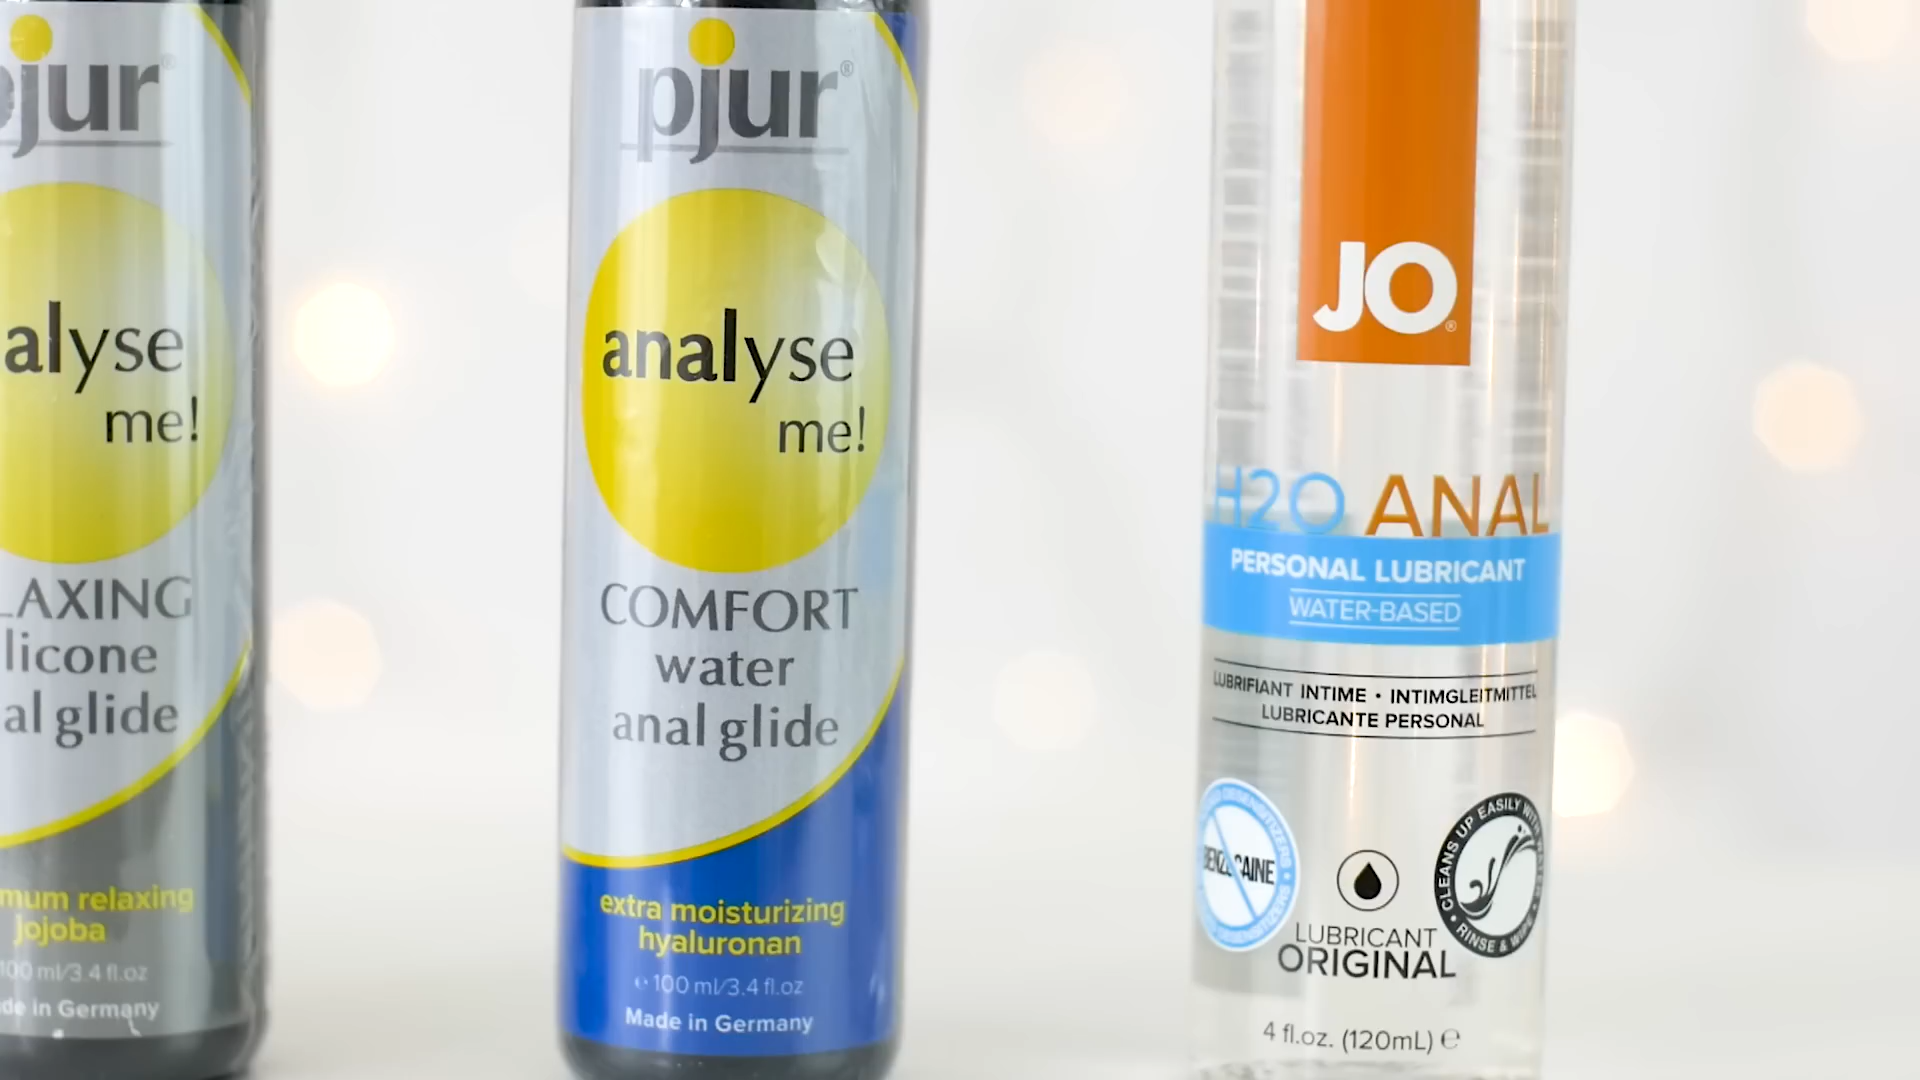 pjur
alyse
me!
LAXING
licone
al glide
mum relaxing
jojoba
100 ml/3.4 fl.oz
de in Germany
pjur®
analyse
me!
COMFORT
water
anal glide
extra moisturizing
hyaluronan
℮ 100 ml/3.4 fl.oz
Made in Germany
JO®
H2O ANAL
PERSONAL LUBRICANT
WATER-BASED
LUBRIFIANT INTIME • INTIMGLEITMITTEL
LUBRICANTE PERSONAL
BENZOCAINE
DESENSITIZERS
CLEANS UP EASILY WITH
RINSE & WIPE
LUBRICANT
ORIGINAL
4 fl.oz. (120mL) ℮